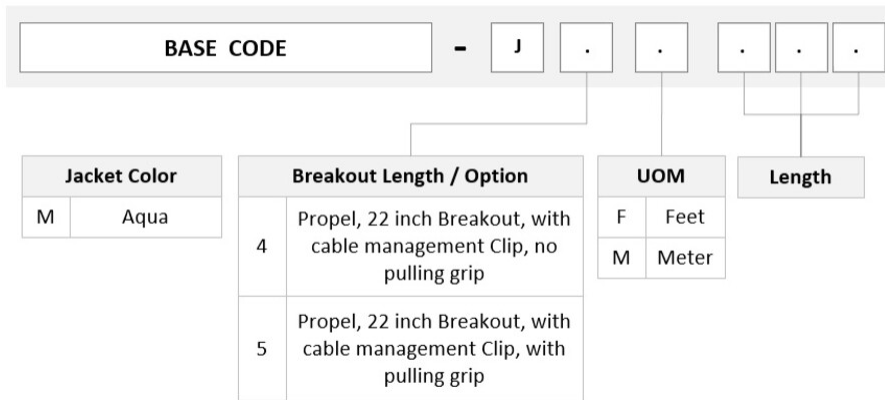 BASE CODE - J . . . . .
Jacket Color
M Aqua
Breakout Length / Option
4 Propel, 22 inch Breakout, with
cable management Clip, no
pulling grip
5 Propel, 22 inch Breakout, with
cable management Clip, with
pulling grip
UOM
F Feet
M Meter
Length